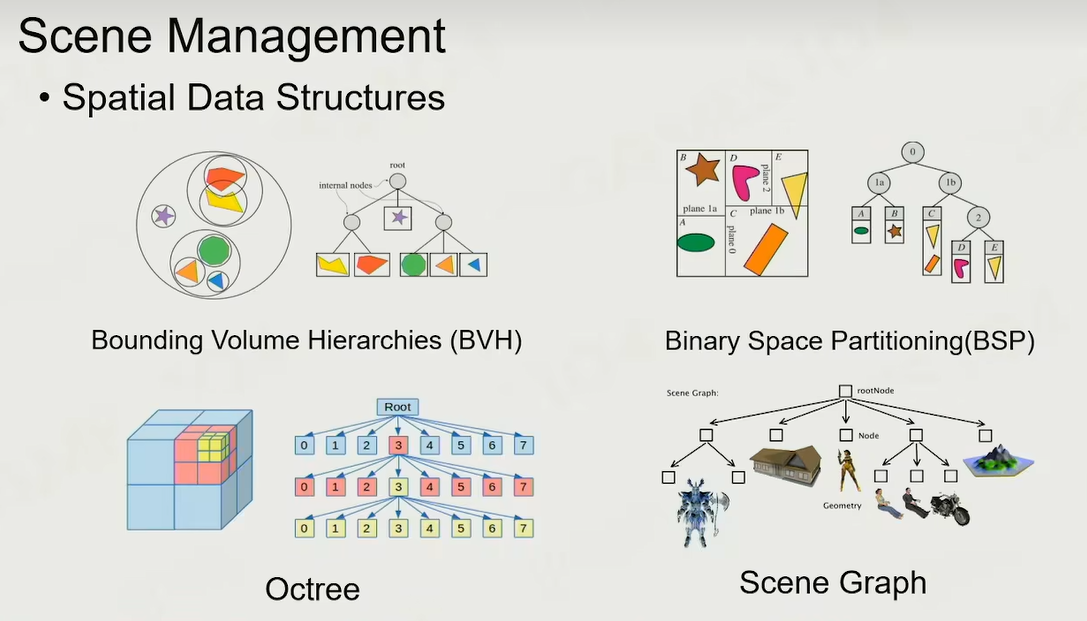 Scene Management
• Spatial Data Structures
root
internal nodes
Bounding Volume Hierarchies (BVH)
B
D
E
plane 2
plane 1a
C
plane 1b
A
plane 0
0
1a
1b
A
B
C
2
D
E
Binary Space Partitioning(BSP)
Root
0 1 2 3 4 5 6 7
0 1 2 3 4 5 6 7
0 1 2 3 4 5 6 7
Octree
Scene Graph:
rootNode
Node
Geometry
Scene Graph